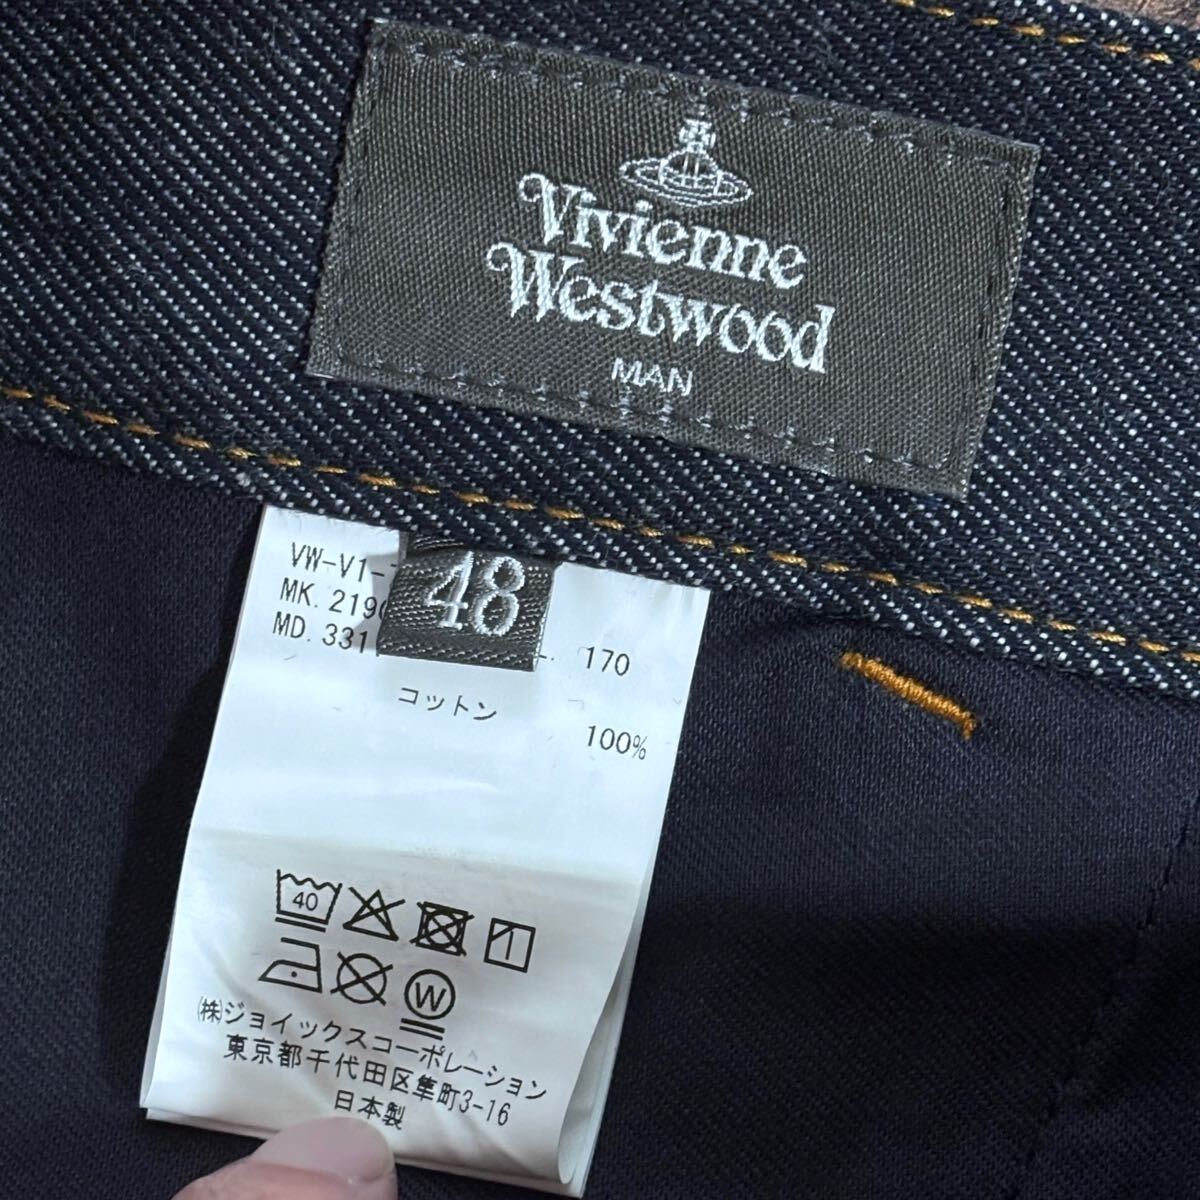 Vivienne
Westwood
MAN
48
VW-V1-
MK. 219
MD. 331
170
コットン
100%
40
W
㈱ジョイックスコーポレーション
東京都千代田区隼町3-16
日本製